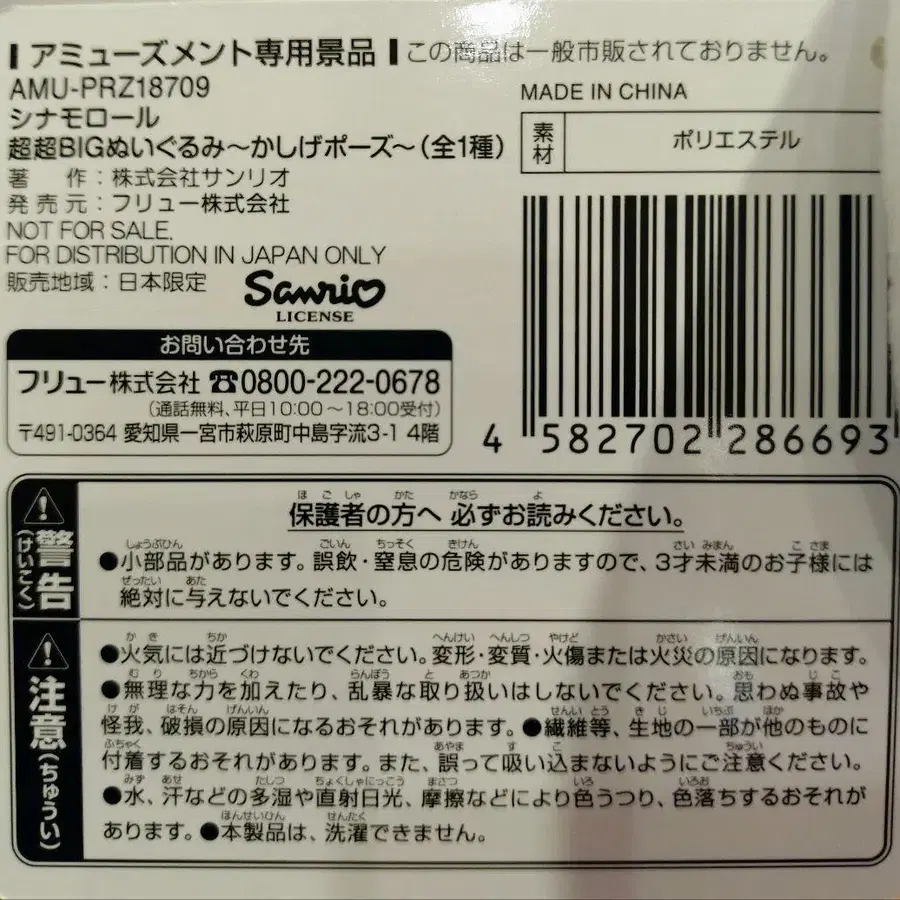 アミューズメント専用景品 この商品は一般市販されておりません。
AMU-PRZ18709
シナモロール
超超BIGぬいぐるみ〜かしげポーズ〜(全1種)
著 作:株式会社サンリオ
発売元:フリュー株式会社
NOT FOR SALE.
FOR DISTRIBUTION IN JAPAN ONLY
販売地域:日本限定
Sanrio
LICENSE
MADE IN CHINA
素材 ポリエステル
4 582702 286693
お問い合わせ先
フリュー株式会社 ☎0800-222-0678
(通話無料、平日10:00〜18:00受付)
〒491-0364 愛知県一宮市萩原町中島字流3-1 4階
警告(けいこく)
保護者の方へ 必ずお読みください。
●小部品があります。誤飲・窒息の危険がありますので、3才未満のお子様には
絶対に与えないでください。
注意(ちゅうい)
●火気には近づけないでください。変形・変質・火傷または火災の原因になります。
●無理な力を加えたり、乱暴な取り扱いはしないでください。思わぬ事故や
怪我、破損の原因になるおそれがあります。●繊維等、生地の一部が他のものに
付着するおそれがあります。また、誤って吸い込まないようにご注意ください。
●水、汗などの多湿や直射日光、摩擦などにより色うつり、色落ちするおそれが
あります。●本製品は、洗濯できません。